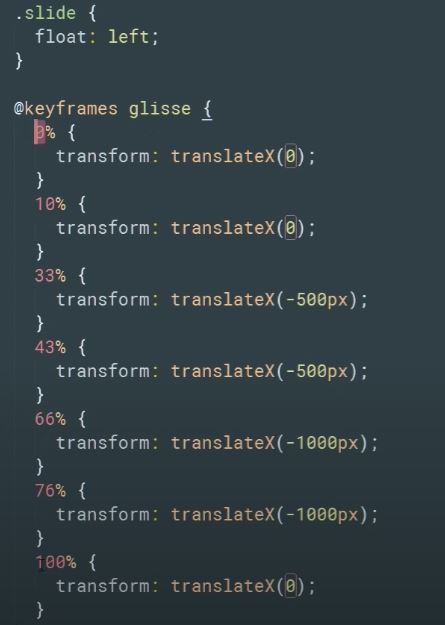 .slide {
float: left;
}
@keyframes glisse {
0% {
transform: translateX(0);
}
10% {
transform: translateX(0);
}
33% {
transform: translateX(-500px);
}
43% {
transform: translateX(-500px);
}
66% {
transform: translateX(-1000px);
}
76% {
transform: translateX(-1000px);
}
100% {
transform: translateX(0);
}